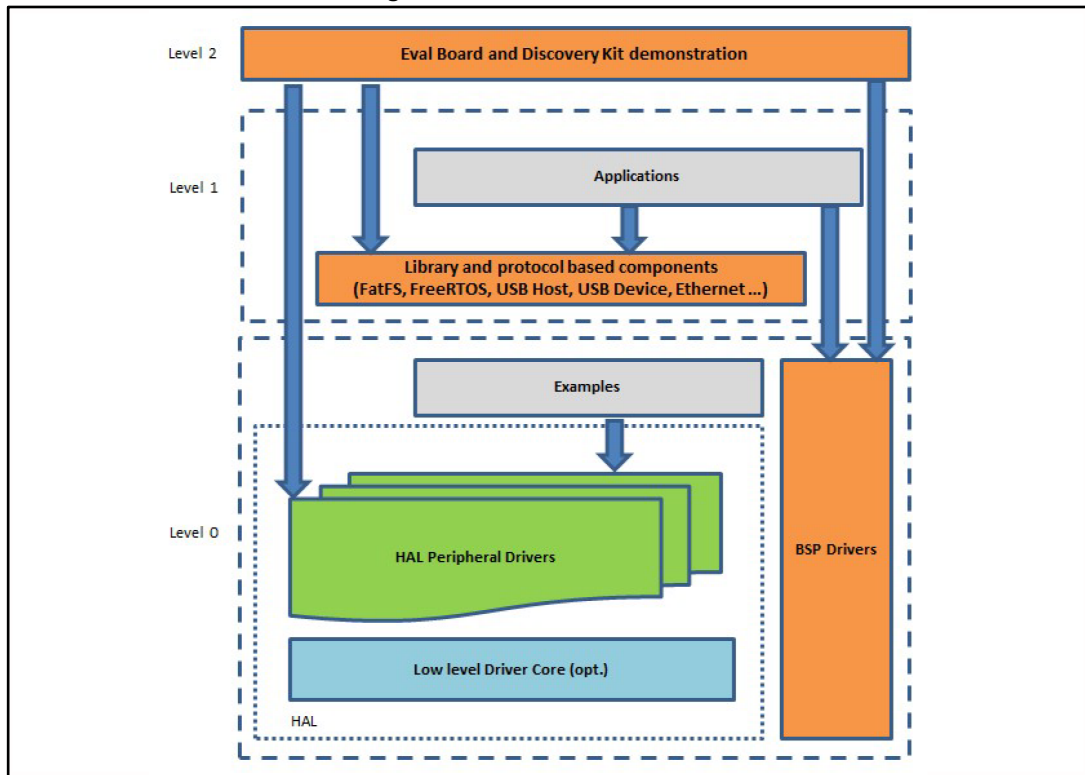 Level 2
Eval Board and Discovery Kit demonstration
Level 1
Applications
Library and protocol based components
(FatFS, FreeRTOS, USB Host, USB Device, Ethernet ...)
Examples
Level 0
HAL Peripheral Drivers
BSP Drivers
Low level Driver Core (opt.)
HAL